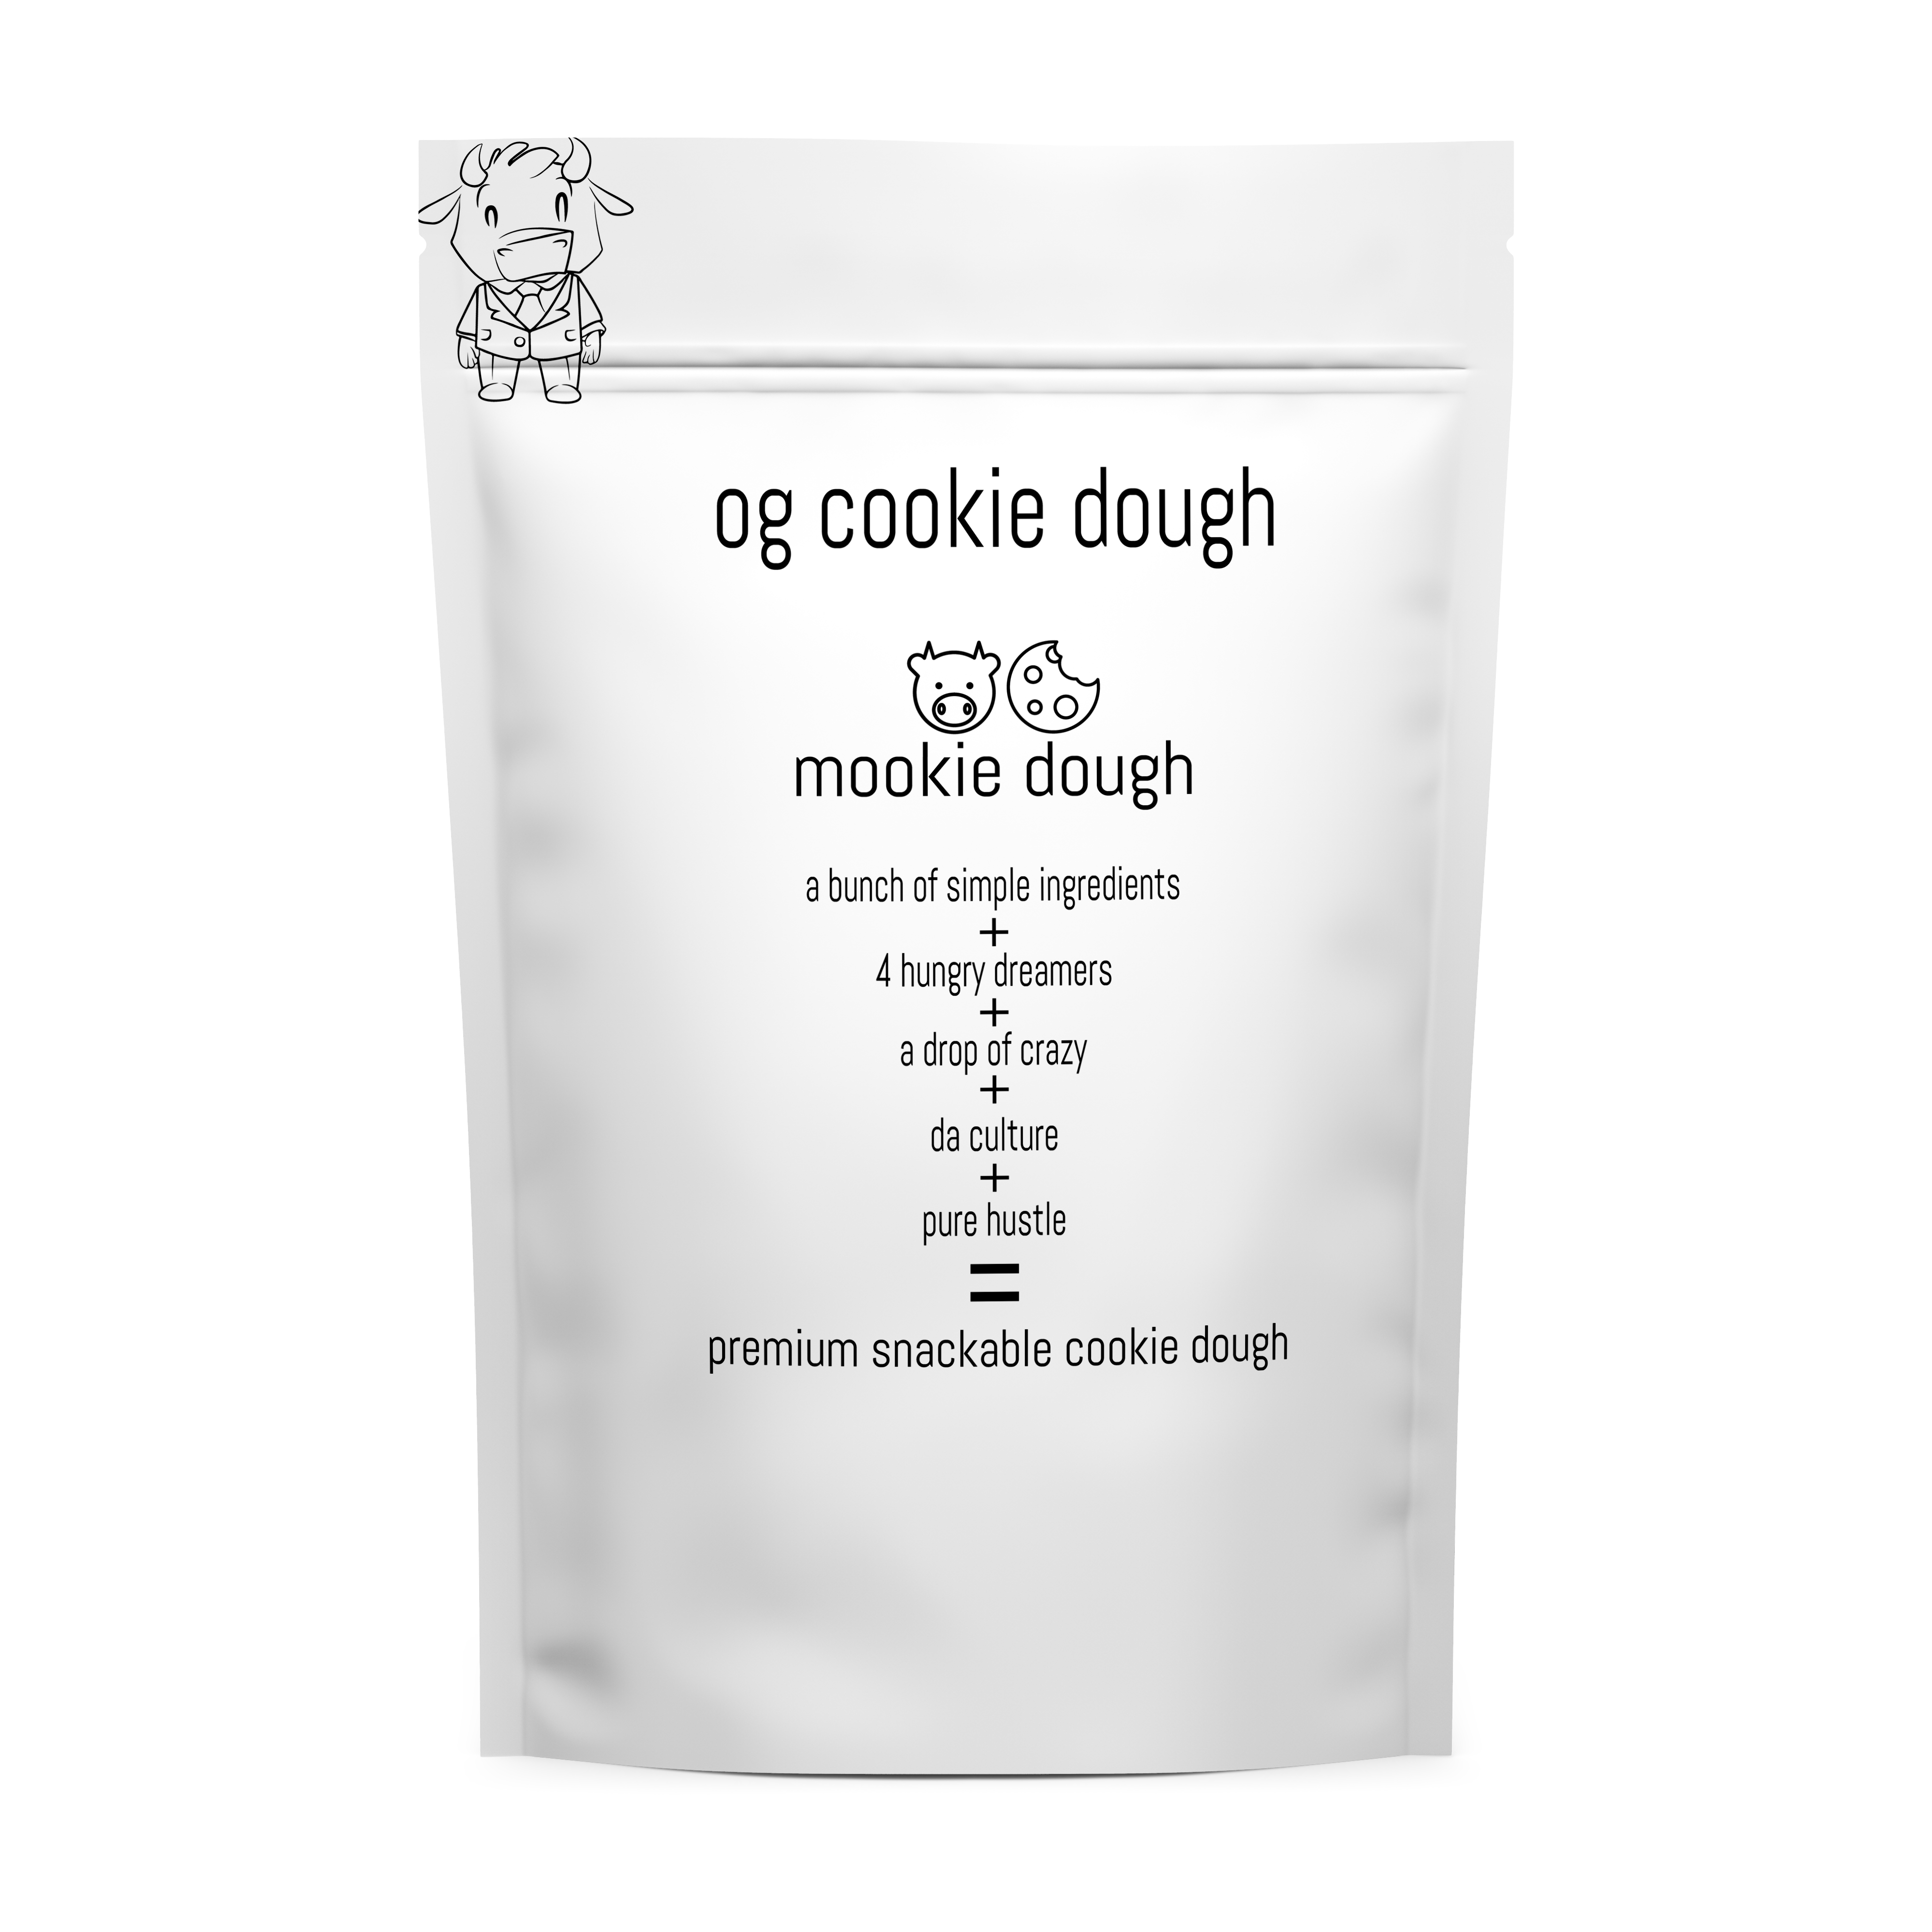 og cookie dough
mookie dough
a bunch of simple ingredients
+
4 hungry dreamers
+
a drop of crazy
+
da culture
+
pure hustle
=
premium snackable cookie dough